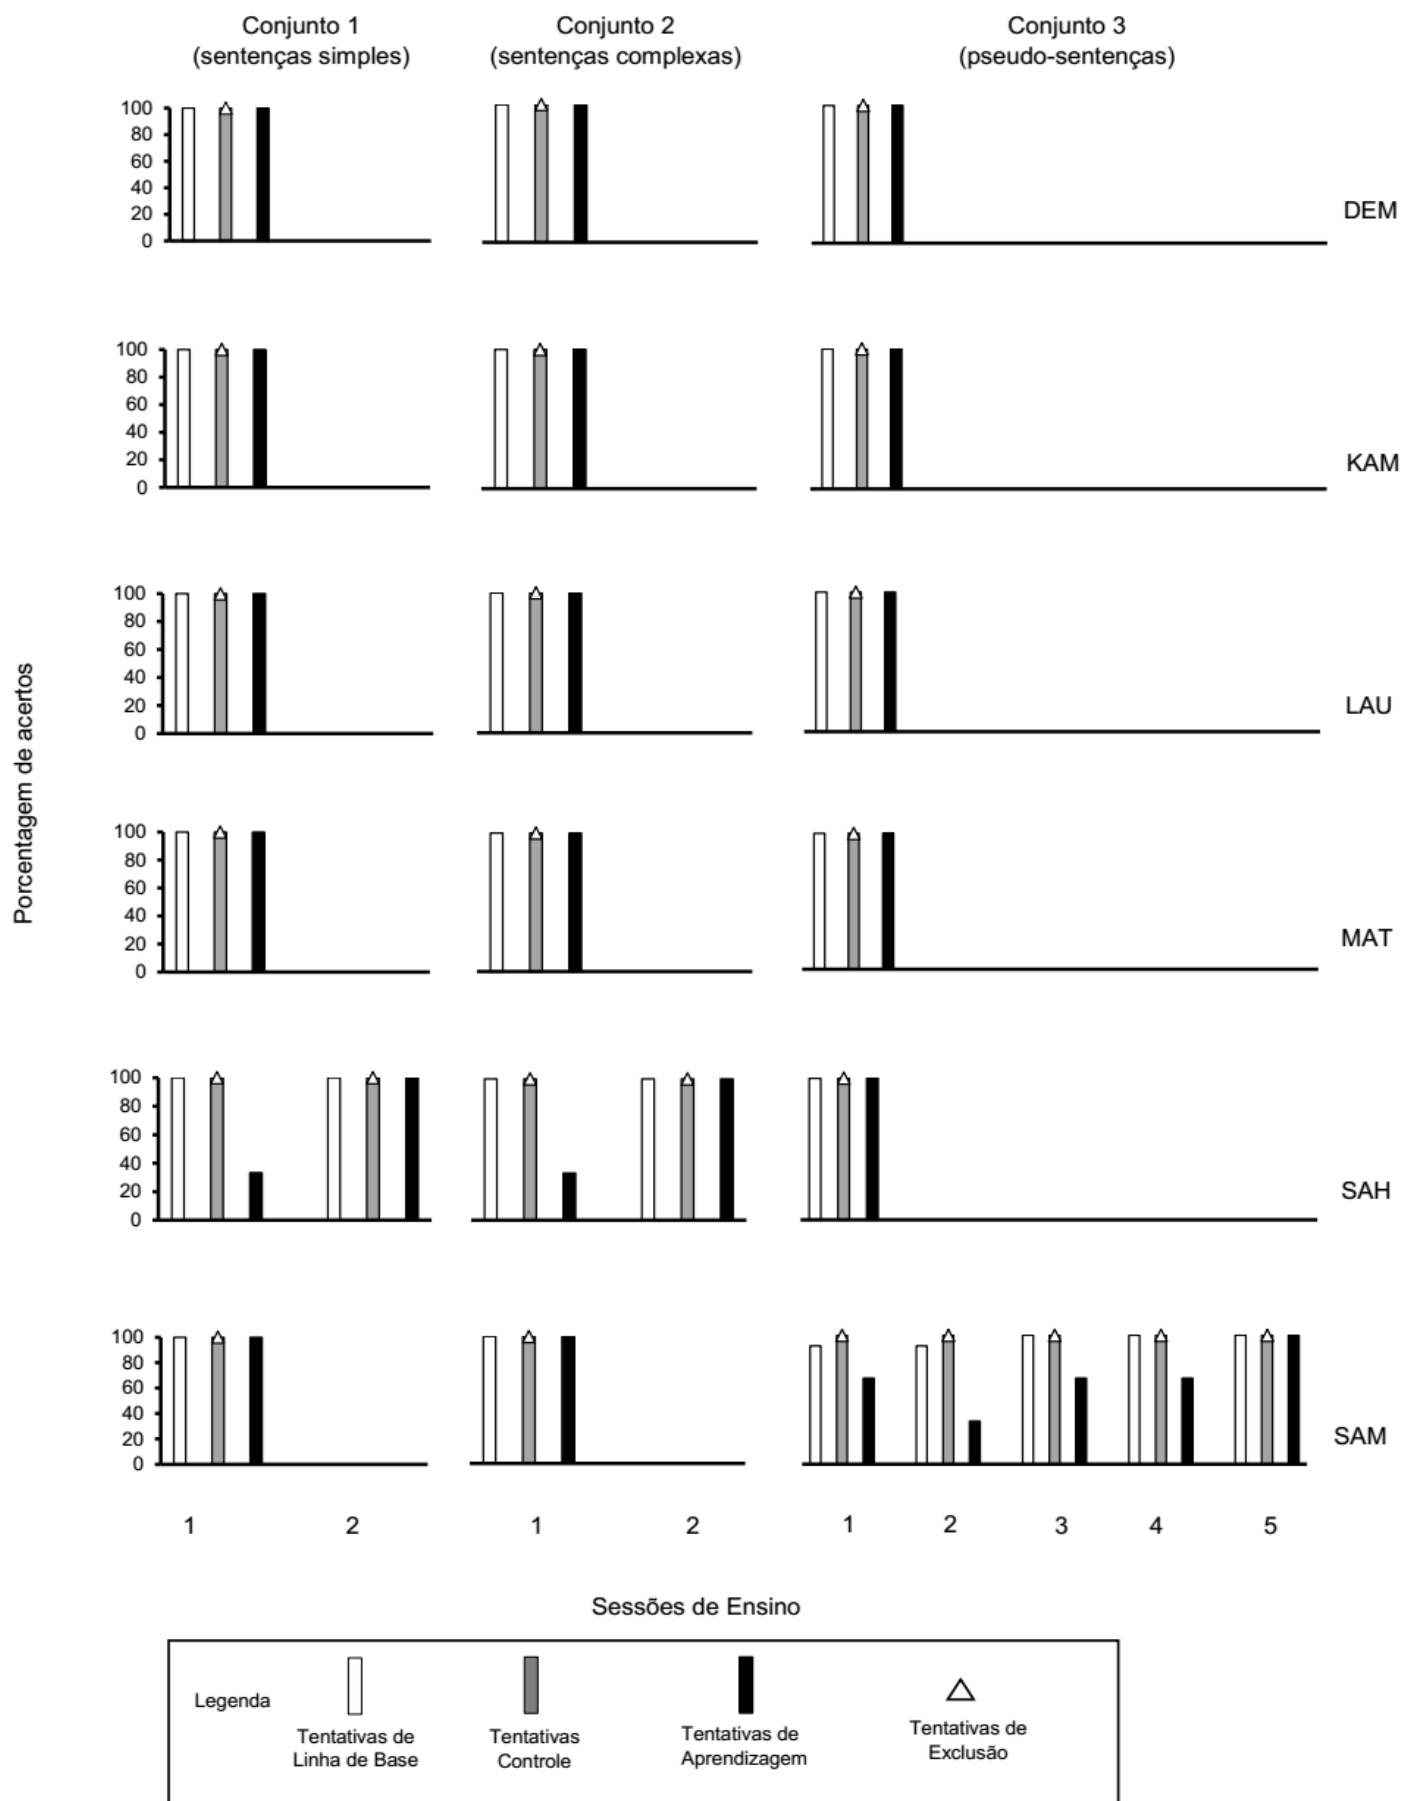 Conjunto 1
(sentenças simples)
Conjunto 2
(sentenças complexas)
Conjunto 3
(pseudo-sentenças)
100
80
60
40
20
0
DEM
100
80
60
40
20
0
KAM
100
80
60
40
20
0
LAU
Porcentagem de acertos
100
80
60
40
20
0
MAT
100
80
60
40
20
0
SAH
100
80
60
40
20
0
SAM
1 2 1 2 1 2 3 4 5
Sessões de Ensino
Legenda
Tentativas de
Linha de Base
Tentativas
Controle
Tentativas de
Aprendizagem
Tentativas de
Exclusão